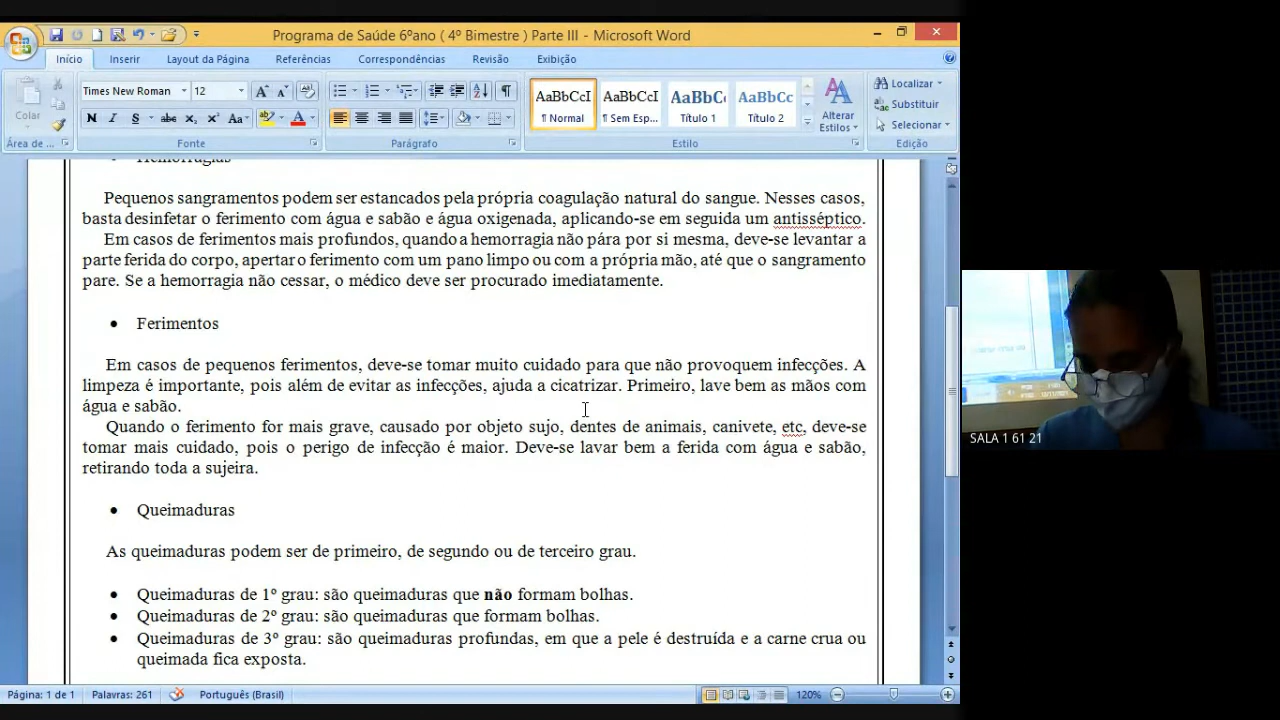 Programa de Saúde 6ºano ( 4º Bimestre ) Parte III - Microsoft Word
Início Inserir Layout da Página Referências Correspondências Revisão Exibição
Times New Roman 12
AaBbCcI AaBbCcI AaBbC AaBbCc
Colar
N I S abc X₂ X² Aa
¶ Normal ¶ Sem Esp... Título 1 Título 2
Alterar Estilos
Localizar
Substituir
Selecionar
Área de ... Fonte Parágrafo Estilo Edição
Hemorragias
Pequenos sangramentos podem ser estancados pela própria coagulação natural do sangue. Nesses casos,
basta desinfetar o ferimento com água e sabão e água oxigenada, aplicando-se em seguida um antisséptico.
Em casos de ferimentos mais profundos, quando a hemorragia não pára por si mesma, deve-se levantar a
parte ferida do corpo, apertar o ferimento com um pano limpo ou com a própria mão, até que o sangramento
pare. Se a hemorragia não cessar, o médico deve ser procurado imediatamente.
• Ferimentos
Em casos de pequenos ferimentos, deve-se tomar muito cuidado para que não provoquem infecções. A
limpeza é importante, pois além de evitar as infecções, ajuda a cicatrizar. Primeiro, lave bem as mãos com
água e sabão.
Quando o ferimento for mais grave, causado por objeto sujo, dentes de animais, canivete, etc, deve-se
tomar mais cuidado, pois o perigo de infecção é maior. Deve-se lavar bem a ferida com água e sabão,
retirando toda a sujeira.
• Queimaduras
As queimaduras podem ser de primeiro, de segundo ou de terceiro grau.
• Queimaduras de 1º grau: são queimaduras que não formam bolhas.
• Queimaduras de 2º grau: são queimaduras que formam bolhas.
• Queimaduras de 3º grau: são queimaduras profundas, em que a pele é destruída e a carne crua ou
queimada fica exposta.
Página: 1 de 1 Palavras: 261 Português (Brasil) 120%
SALA 1 61 21